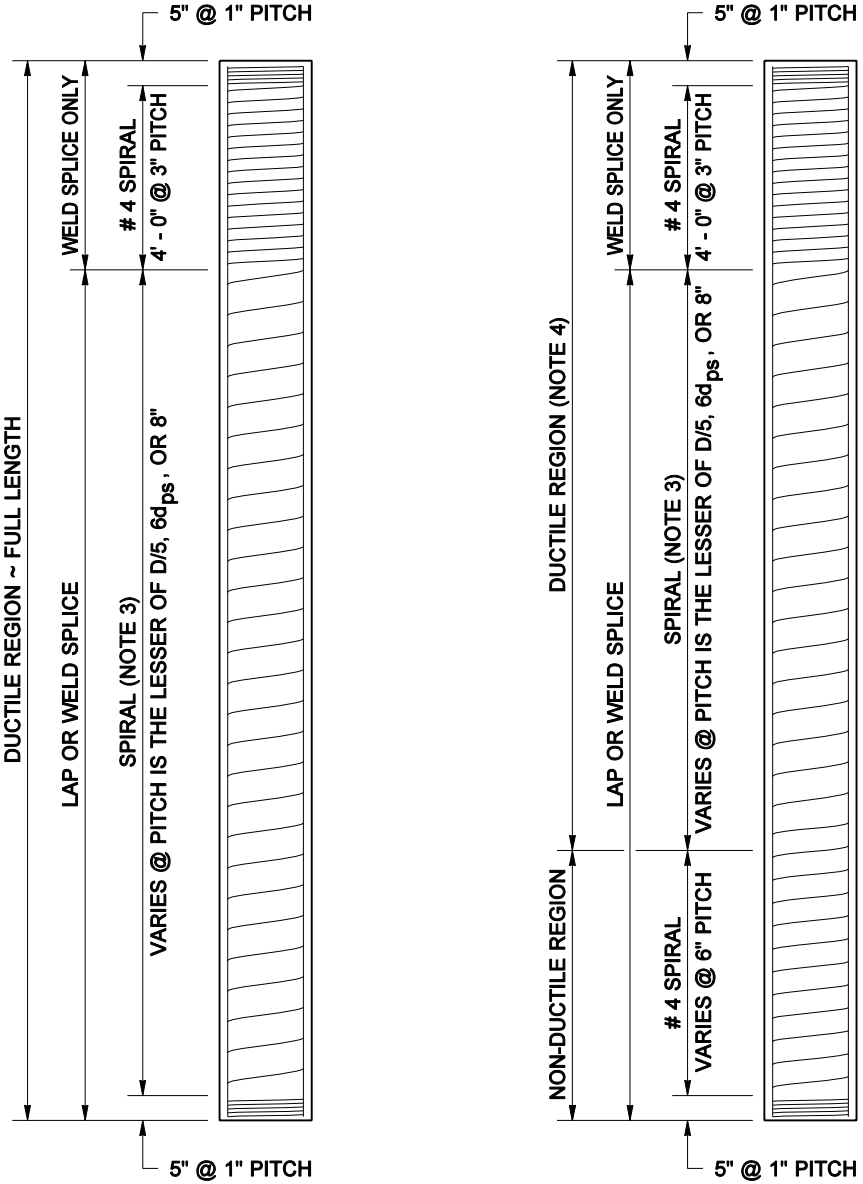 5" @ 1" PITCH
DUCTILE REGION ~ FULL LENGTH
WELD SPLICE ONLY
# 4 SPIRAL
4' - 0" @ 3" PITCH
LAP OR WELD SPLICE
SPIRAL (NOTE 3)
VARIES @ PITCH IS THE LESSER OF D/5, 6dps, OR 8"
5" @ 1" PITCH
5" @ 1" PITCH
DUCTILE REGION (NOTE 4)
WELD SPLICE ONLY
# 4 SPIRAL
4' - 0" @ 3" PITCH
LAP OR WELD SPLICE
SPIRAL (NOTE 3)
VARIES @ PITCH IS THE LESSER OF D/5, 6dps, OR 8"
NON-DUCTILE REGION
# 4 SPIRAL
VARIES @ 6" PITCH
5" @ 1" PITCH